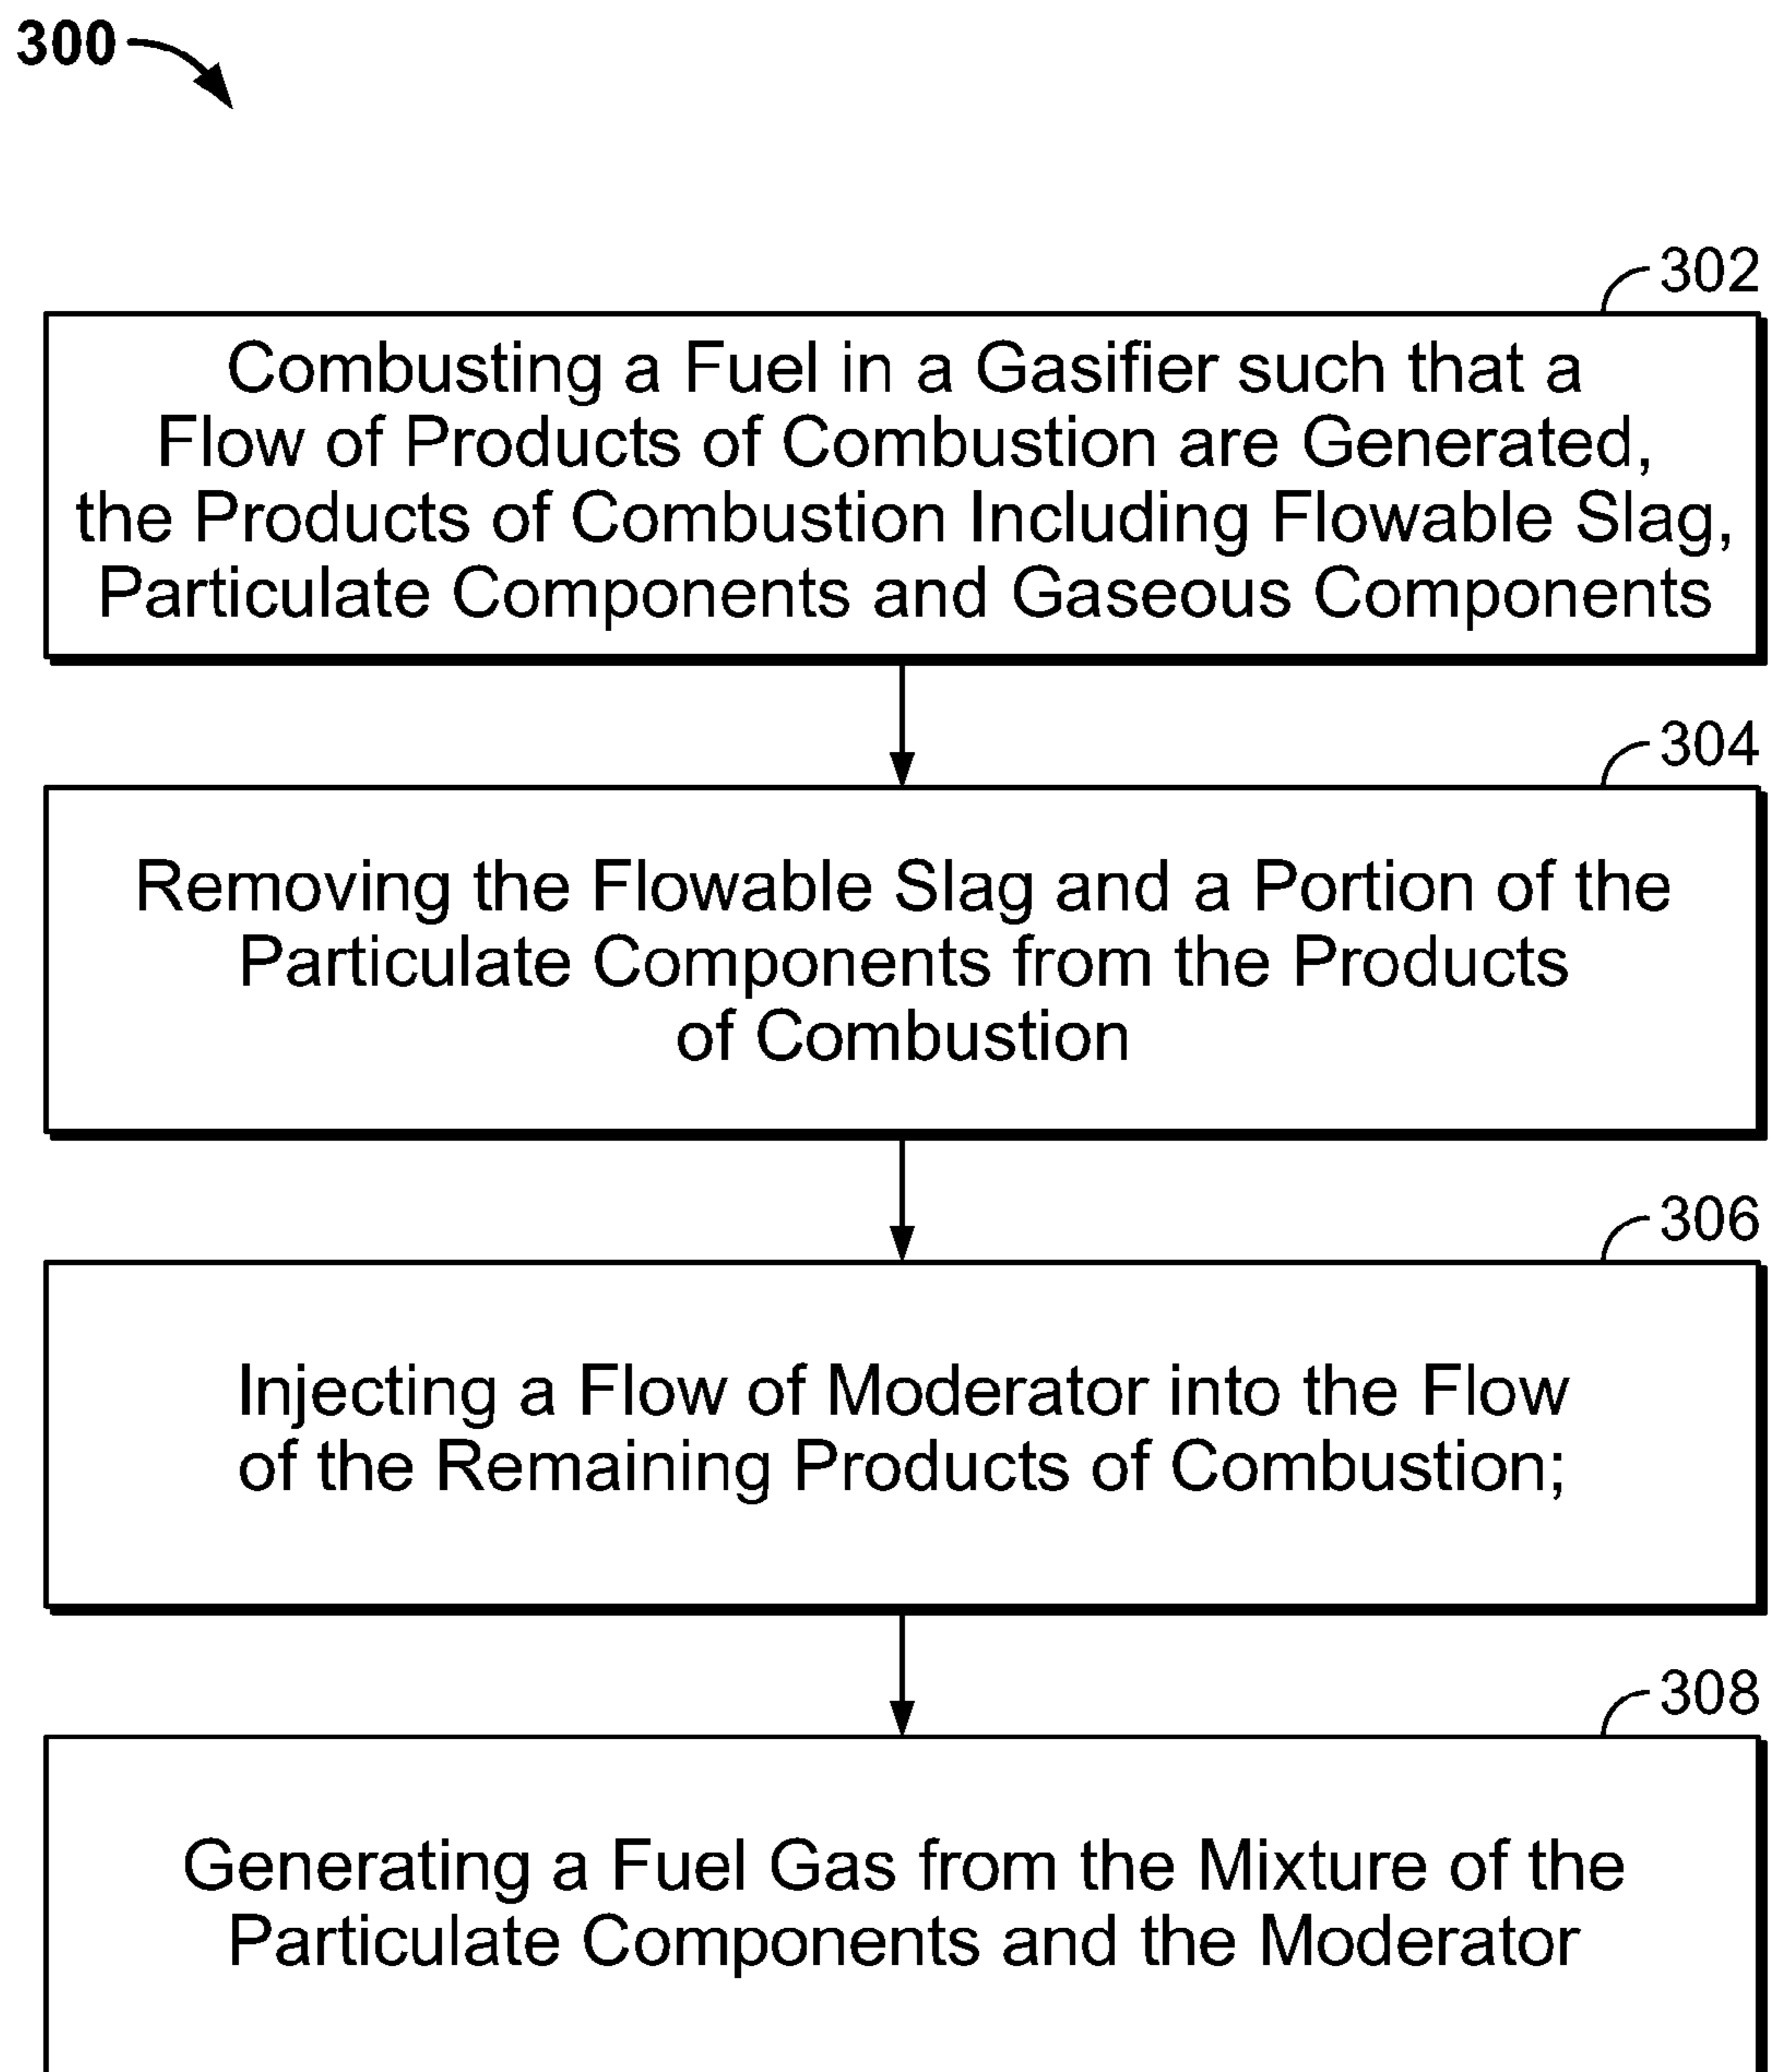 300
302
Combusting a Fuel in a Gasifier such that a
Flow of Products of Combustion are Generated,
the Products of Combustion Including Flowable Slag,
Particulate Components and Gaseous Components
304
Removing the Flowable Slag and a Portion of the
Particulate Components from the Products
of Combustion
306
Injecting a Flow of Moderator into the Flow
of the Remaining Products of Combustion;
308
Generating a Fuel Gas from the Mixture of the
Particulate Components and the Moderator